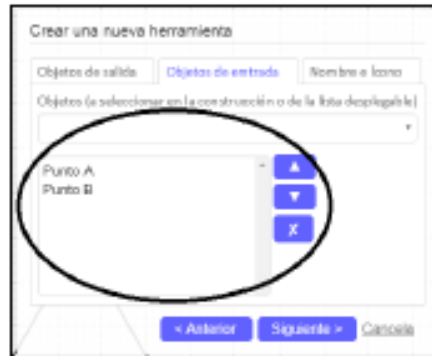 Crear una nueva herramienta
Objetos de salida Objetos de entrada Nombre e Ícono
Objetos (a seleccionar en la construcción o de la lista desplegable)
Punto A
Punto B
X
< Anterior Siguiente > Cancela